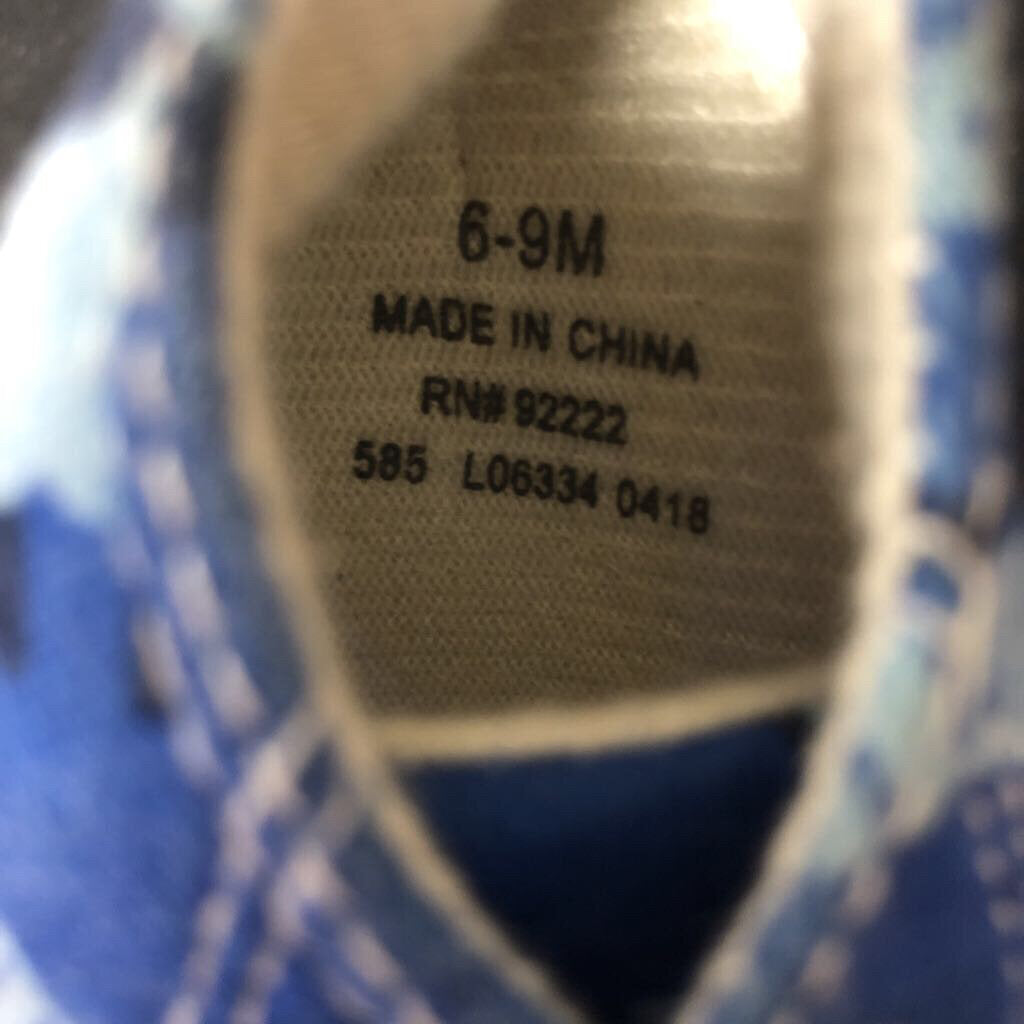 6-9M
MADE IN CHINA
RN# 92222
585 L06334 0418